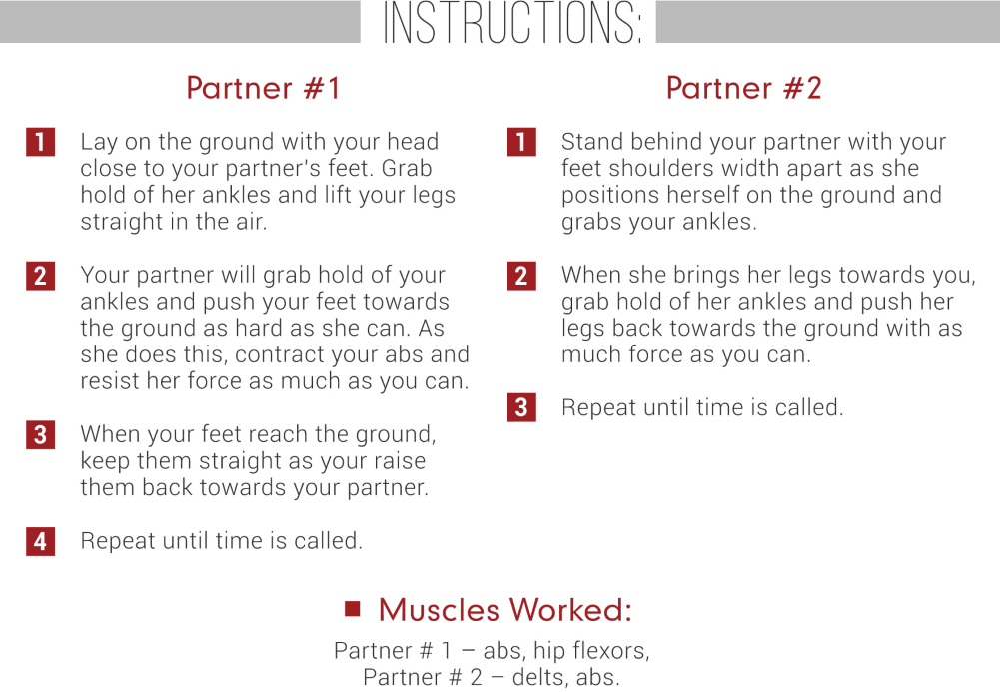 INSTRUCTIONS:
Partner #1
1 Lay on the ground with your head
close to your partner's feet. Grab
hold of her ankles and lift your legs
straight in the air.
2 Your partner will grab hold of your
ankles and push your feet towards
the ground as hard as she can. As
she does this, contract your abs and
resist her force as much as you can.
3 When your feet reach the ground,
keep them straight as your raise
them back towards your partner.
4 Repeat until time is called.
Partner #2
1 Stand behind your partner with your
feet shoulders width apart as she
positions herself on the ground and
grabs your ankles.
2 When she brings her legs towards you,
grab hold of her ankles and push her
legs back towards the ground with as
much force as you can.
3 Repeat until time is called.
Muscles Worked:
Partner # 1 – abs, hip flexors,
Partner # 2 – delts, abs.